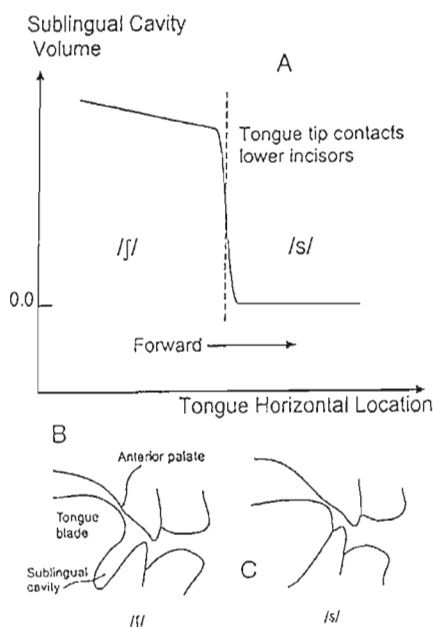 Sublingual Cavity
Volume
A
Tongue tip contacts
lower incisors
/ʃ/
/s/
0.0
Forward
Tongue Horizontal Location
B
Anterior palate
Tongue
blade
Sublingual
cavity
C
/ʃ/
/s/